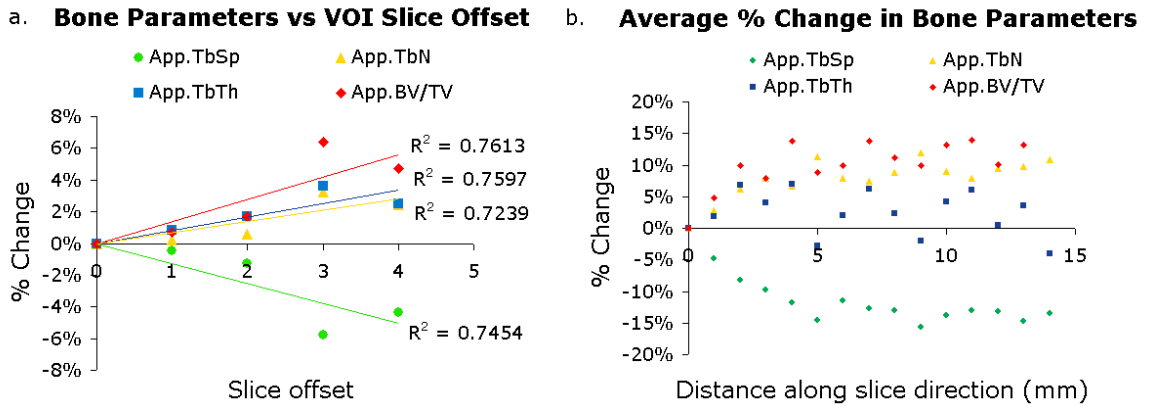 a. Bone Parameters vs VOI Slice Offset
App.TbSp App.TbN
App.TbTh App.BV/TV
% Change
8%
6%
4%
2%
0%
-2%
-4%
-6%
-8%
0 1 2 3 4 5
R² = 0.7613
R² = 0.7597
R² = 0.7239
R² = 0.7454
Slice offset
b. Average % Change in Bone Parameters
App.TbSp App.TbN
App.TbTh App.BV/TV
% Change
20%
15%
10%
5%
0%
-5%
-10%
-15%
-20%
0 5 10 15
Distance along slice direction (mm)